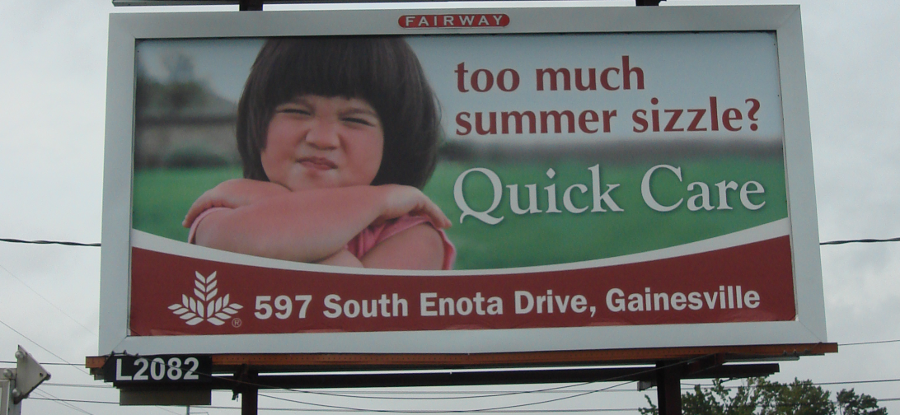 FAIRWAY
too much
summer sizzle?
Quick Care
597 South Enota Drive, Gainesville
®
L2082